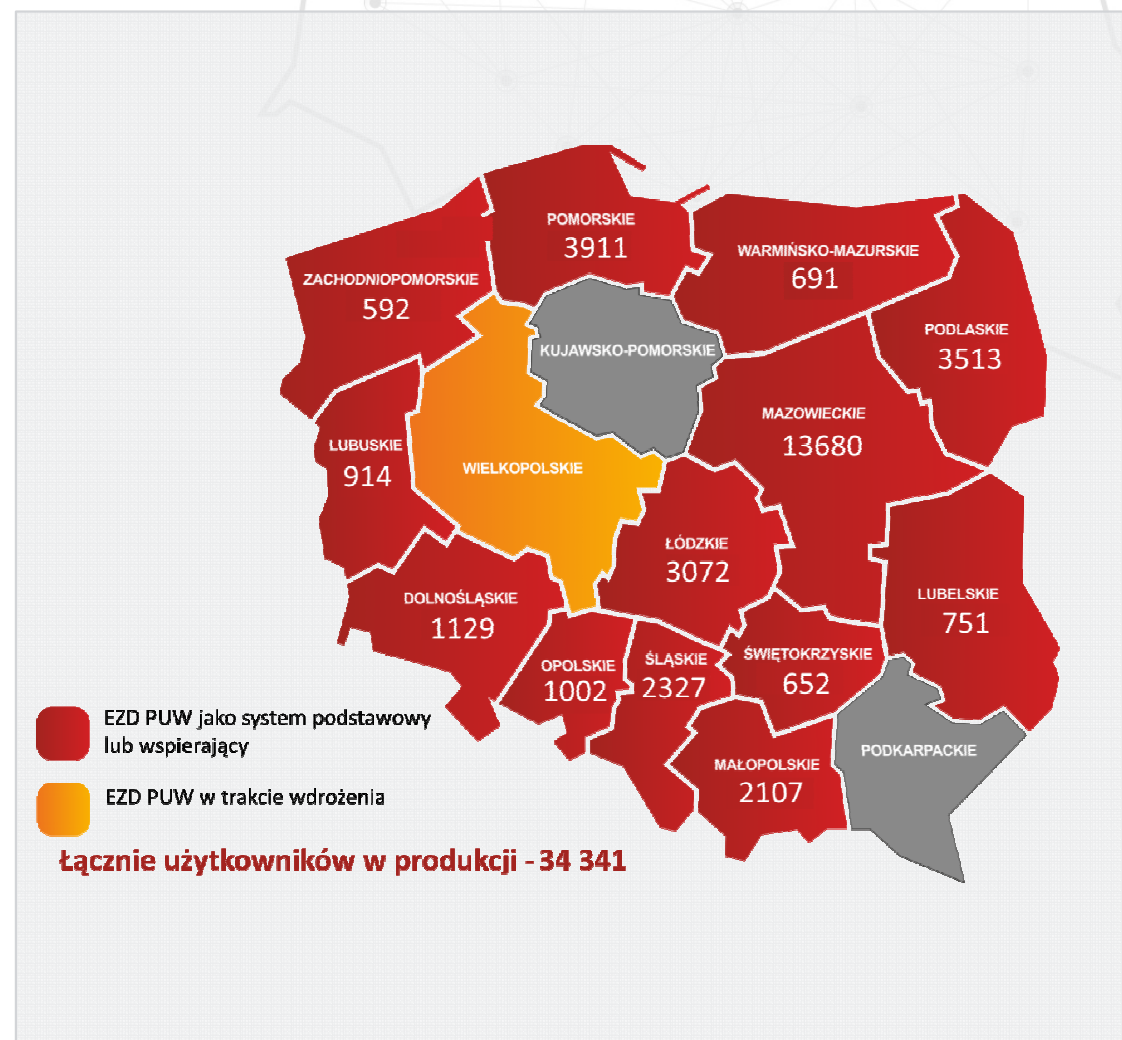 POMORSKIE
3911
WARMIŃSKO-MAZURSKIE
691
ZACHODNIOPOMORSKIE
592
PODLASKIE
3513
KUJAWSKO-POMORSKIE
MAZOWIECKIE
13680
LUBUSKIE
914
WIELKOPOLSKIE
ŁÓDZKIE
3072
DOLNOŚLĄSKIE
1129
LUBELSKIE
751
OPOLSKIE
1002
ŚLĄSKIE
2327
ŚWIĘTOKRZYSKIE
652
PODKARPACKIE
MAŁOPOLSKIE
2107
EZD PUW jako system podstawowy
lub wspierający
EZD PUW w trakcie wdrożenia
Łącznie użytkowników w produkcji - 34 341